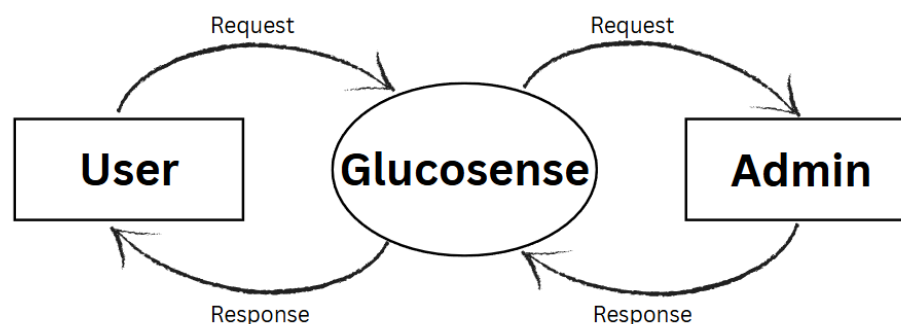 Request
Request
User
Glucosense
Admin
Response
Response